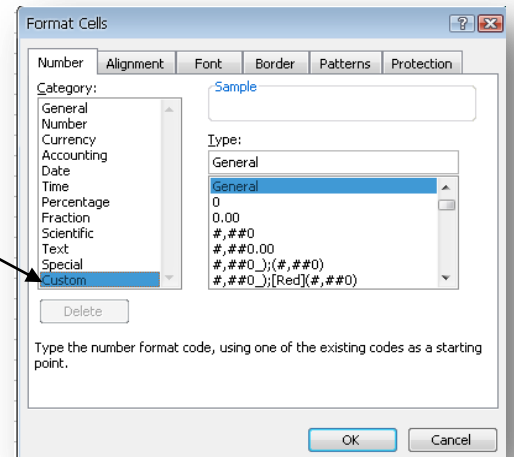 Format Cells
Number Alignment Font Border Patterns Protection
Category:
General
Number
Currency
Accounting
Date
Time
Percentage
Fraction
Scientific
Text
Special
Custom
Sample
Type:
General
General
0
0.00
#,##0
#,##0.00
#,##0_);(#,##0)
#,##0_);[Red](#,##0)
Delete
Type the number format code, using one of the existing codes as a starting
point.
OK Cancel